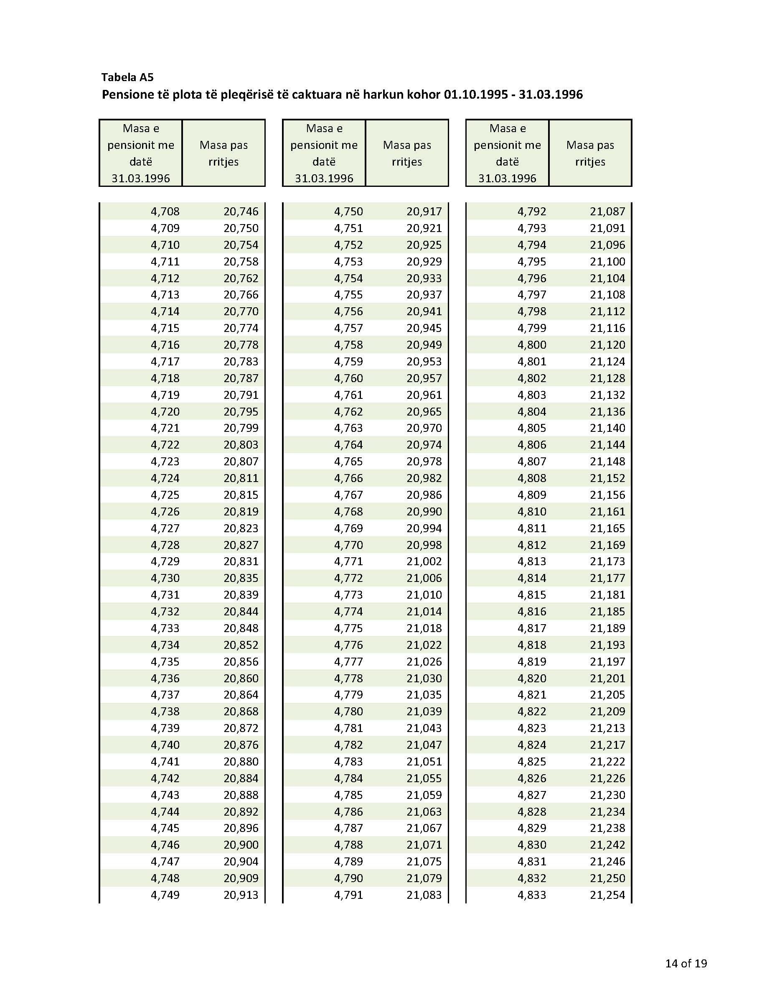 Tabela A5
Pensione të plota të pleqërisë të caktuara në harkun kohor 01.10.1995 - 31.03.1996
Masa e pensionit me datë 31.03.1996 Masa pas rritjes Masa e pensionit me datë 31.03.1996 Masa pas rritjes Masa e pensionit me datë 31.03.1996 Masa pas rritjes
4,708 20,746 4,750 20,917 4,792 21,087
4,709 20,750 4,751 20,921 4,793 21,091
4,710 20,754 4,752 20,925 4,794 21,096
4,711 20,758 4,753 20,929 4,795 21,100
4,712 20,762 4,754 20,933 4,796 21,104
4,713 20,766 4,755 20,937 4,797 21,108
4,714 20,770 4,756 20,941 4,798 21,112
4,715 20,774 4,757 20,945 4,799 21,116
4,716 20,778 4,758 20,949 4,800 21,120
4,717 20,783 4,759 20,953 4,801 21,124
4,718 20,787 4,760 20,957 4,802 21,128
4,719 20,791 4,761 20,961 4,803 21,132
4,720 20,795 4,762 20,965 4,804 21,136
4,721 20,799 4,763 20,970 4,805 21,140
4,722 20,803 4,764 20,974 4,806 21,144
4,723 20,807 4,765 20,978 4,807 21,148
4,724 20,811 4,766 20,982 4,808 21,152
4,725 20,815 4,767 20,986 4,809 21,156
4,726 20,819 4,768 20,990 4,810 21,161
4,727 20,823 4,769 20,994 4,811 21,165
4,728 20,827 4,770 20,998 4,812 21,169
4,729 20,831 4,771 21,002 4,813 21,173
4,730 20,835 4,772 21,006 4,814 21,177
4,731 20,839 4,773 21,010 4,815 21,181
4,732 20,844 4,774 21,014 4,816 21,185
4,733 20,848 4,775 21,018 4,817 21,189
4,734 20,852 4,776 21,022 4,818 21,193
4,735 20,856 4,777 21,026 4,819 21,197
4,736 20,860 4,778 21,030 4,820 21,201
4,737 20,864 4,779 21,035 4,821 21,205
4,738 20,868 4,780 21,039 4,822 21,209
4,739 20,872 4,781 21,043 4,823 21,213
4,740 20,876 4,782 21,047 4,824 21,217
4,741 20,880 4,783 21,051 4,825 21,222
4,742 20,884 4,784 21,055 4,826 21,226
4,743 20,888 4,785 21,059 4,827 21,230
4,744 20,892 4,786 21,063 4,828 21,234
4,745 20,896 4,787 21,067 4,829 21,238
4,746 20,900 4,788 21,071 4,830 21,242
4,747 20,904 4,789 21,075 4,831 21,246
4,748 20,909 4,790 21,079 4,832 21,250
4,749 20,913 4,791 21,083 4,833 21,254
14 of 19